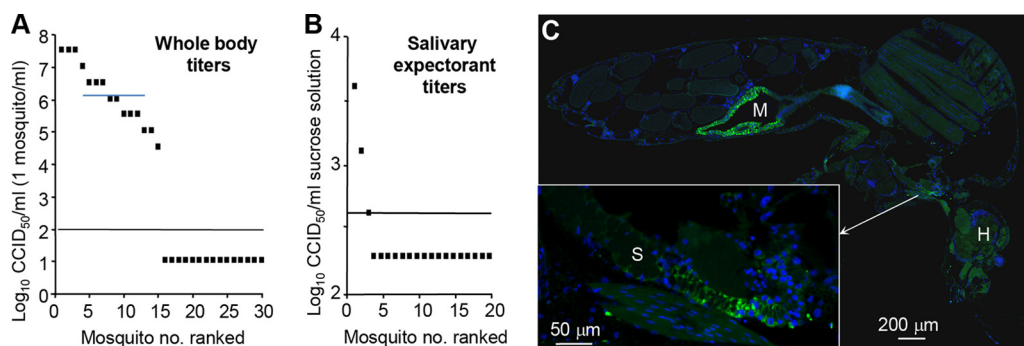 A
Whole body
titers
Log10 CCID50/ml (1 mosquito/ml)
8
7
6
5
4
3
2
1
0
0 5 10 15 20 25 30
Mosquito no. ranked
B
Salivary
expectorant
titers
Log10 CCID50/ml sucrose solution
4
3
2
0 5 10 15 20
Mosquito no. ranked
C
M
H
S
50 µm
200 µm